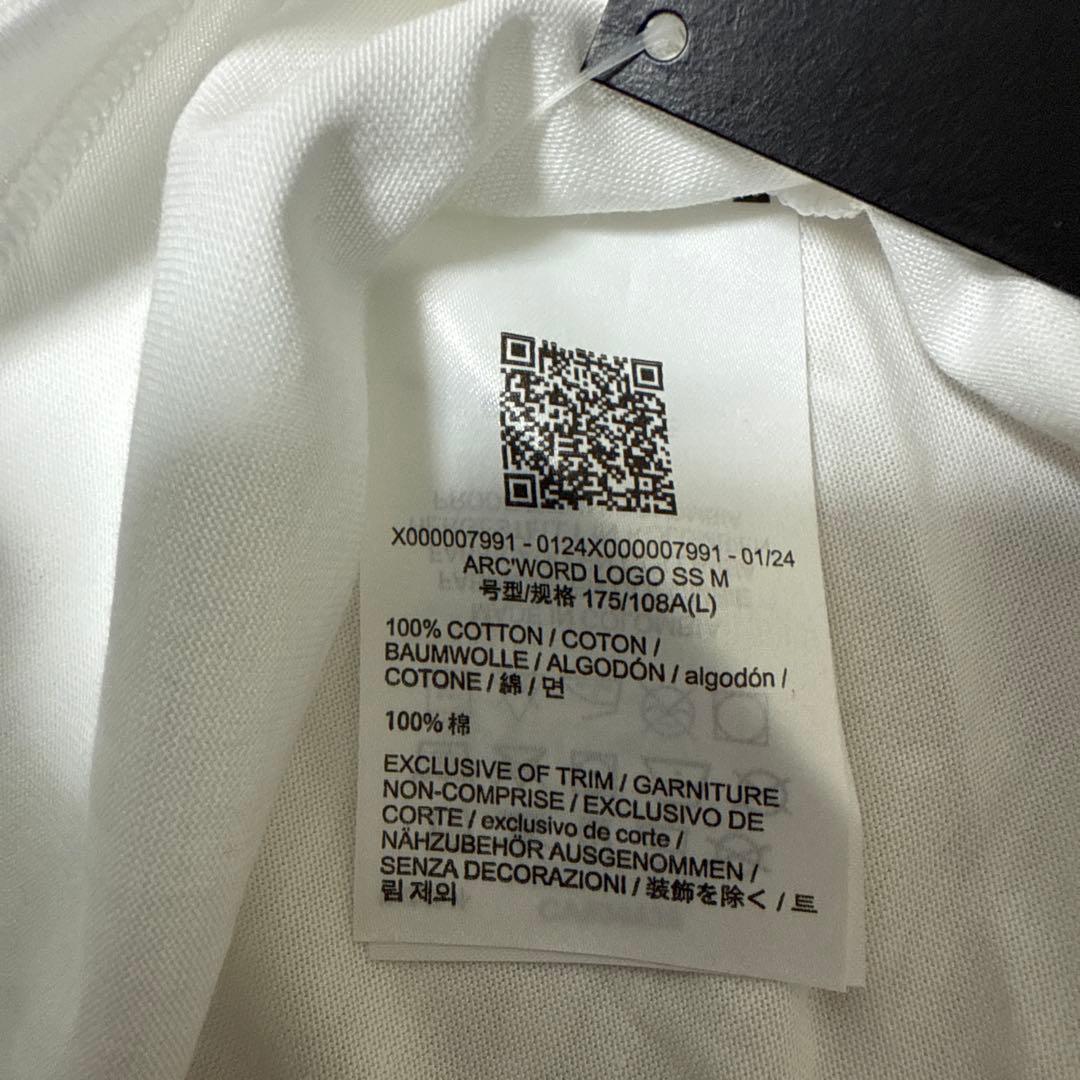 X000007991 - 0124X000007991 - 01/24
ARC'WORD LOGO SS M
号型/规格 175/108A(L)
100% COTTON / COTON /
BAUMWOLLE / ALGODÓN / algodón /
COTONE / 綿 / 면
100% 棉
EXCLUSIVE OF TRIM / GARNITURE
NON-COMPRISE / EXCLUSIVO DE
CORTE / exclusivo de corte /
NÄHZUBEHÖR AUSGENOMMEN /
SENZA DECORAZIONI / 装飾を除く / 트
림 제외